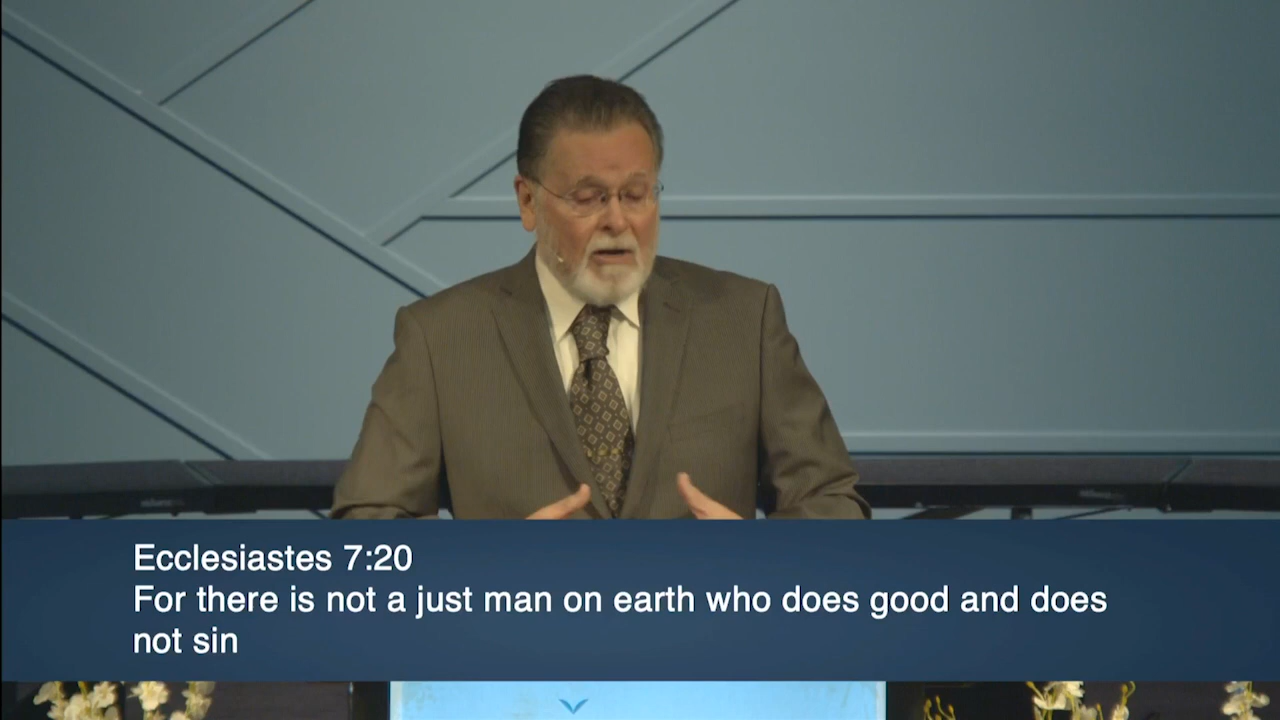 Ecclesiastes 7:20
For there is not a just man on earth who does good and does
not sin